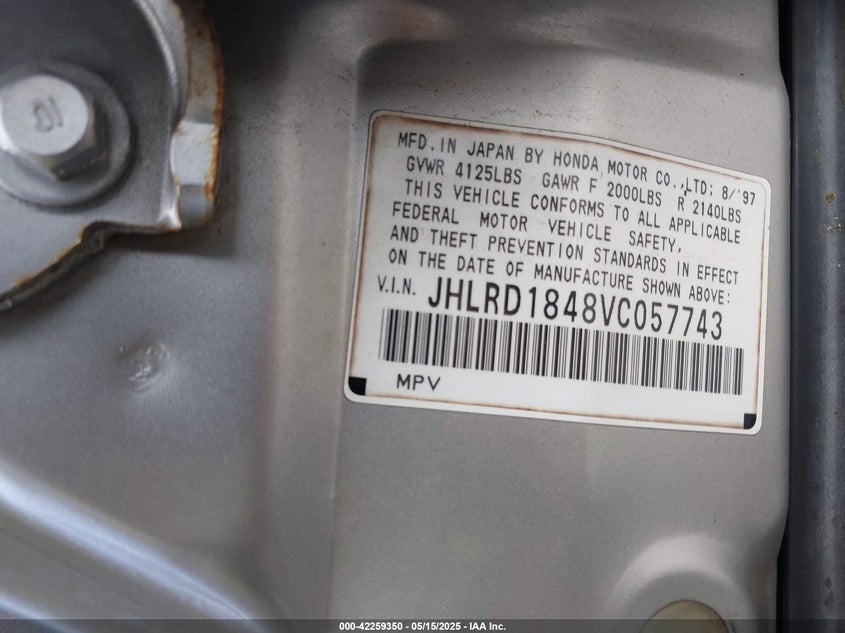 MFD. IN JAPAN BY HONDA MOTOR CO.,LTD; 8/'97
GVWR 4125LBS GAWR F 2000LBS R 2140LBS
THIS VEHICLE CONFORMS TO ALL APPLICABLE
FEDERAL MOTOR VEHICLE SAFETY,
AND THEFT PREVENTION STANDARDS IN EFFECT
ON THE DATE OF MANUFACTURE SHOWN ABOVE:
V.I.N. JHLRD1848VC057743
MPV
000-42259350 - 05/15/2025 - IAA Inc.